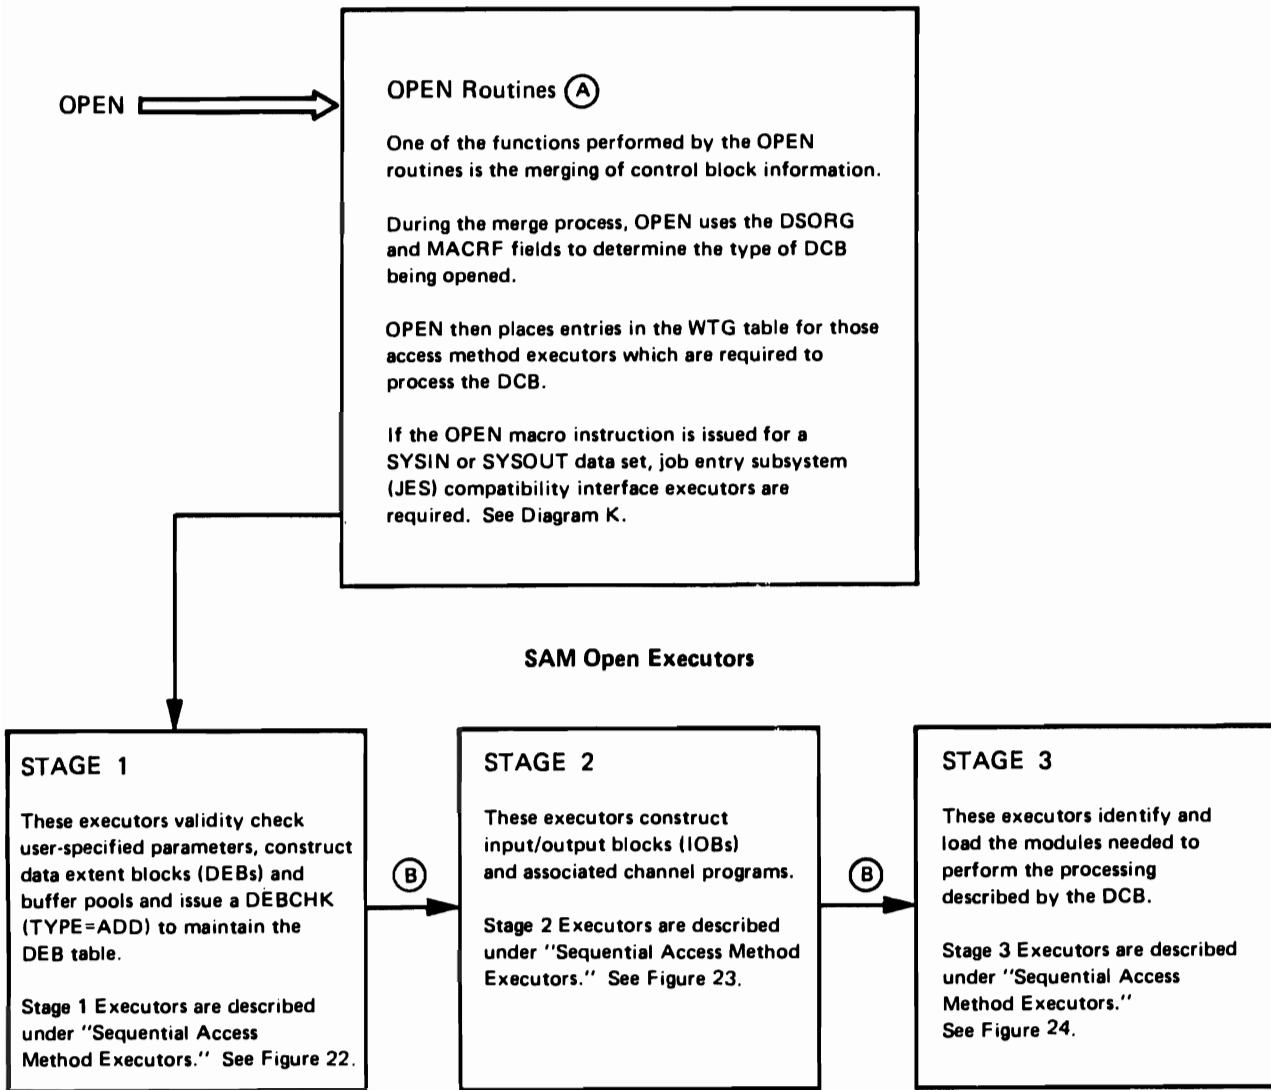 OPEN
OPEN Routines A
One of the functions performed by the OPEN
routines is the merging of control block information.
During the merge process, OPEN uses the DSORG
and MACRF fields to determine the type of DCB
being opened.
OPEN then places entries in the WTG table for those
access method executors which are required to
process the DCB.
If the OPEN macro instruction is issued for a
SYSIN or SYSOUT data set, job entry subsystem
(JES) compatibility interface executors are
required. See Diagram K.
SAM Open Executors
STAGE 1
These executors validity check
user-specified parameters, construct
data extent blocks (DEBs) and
buffer pools and issue a DEBCHK
(TYPE=ADD) to maintain the
DEB table.
Stage 1 Executors are described
under "Sequential Access
Method Executors." See Figure 22.
B
STAGE 2
These executors construct
input/output blocks (IOBs)
and associated channel programs.
Stage 2 Executors are described
under "Sequential Access Method
Executors." See Figure 23.
B
STAGE 3
These executors identify and
load the modules needed to
perform the processing
described by the DCB.
Stage 3 Executors are described
under "Sequential Access
Method Executors."
See Figure 24.